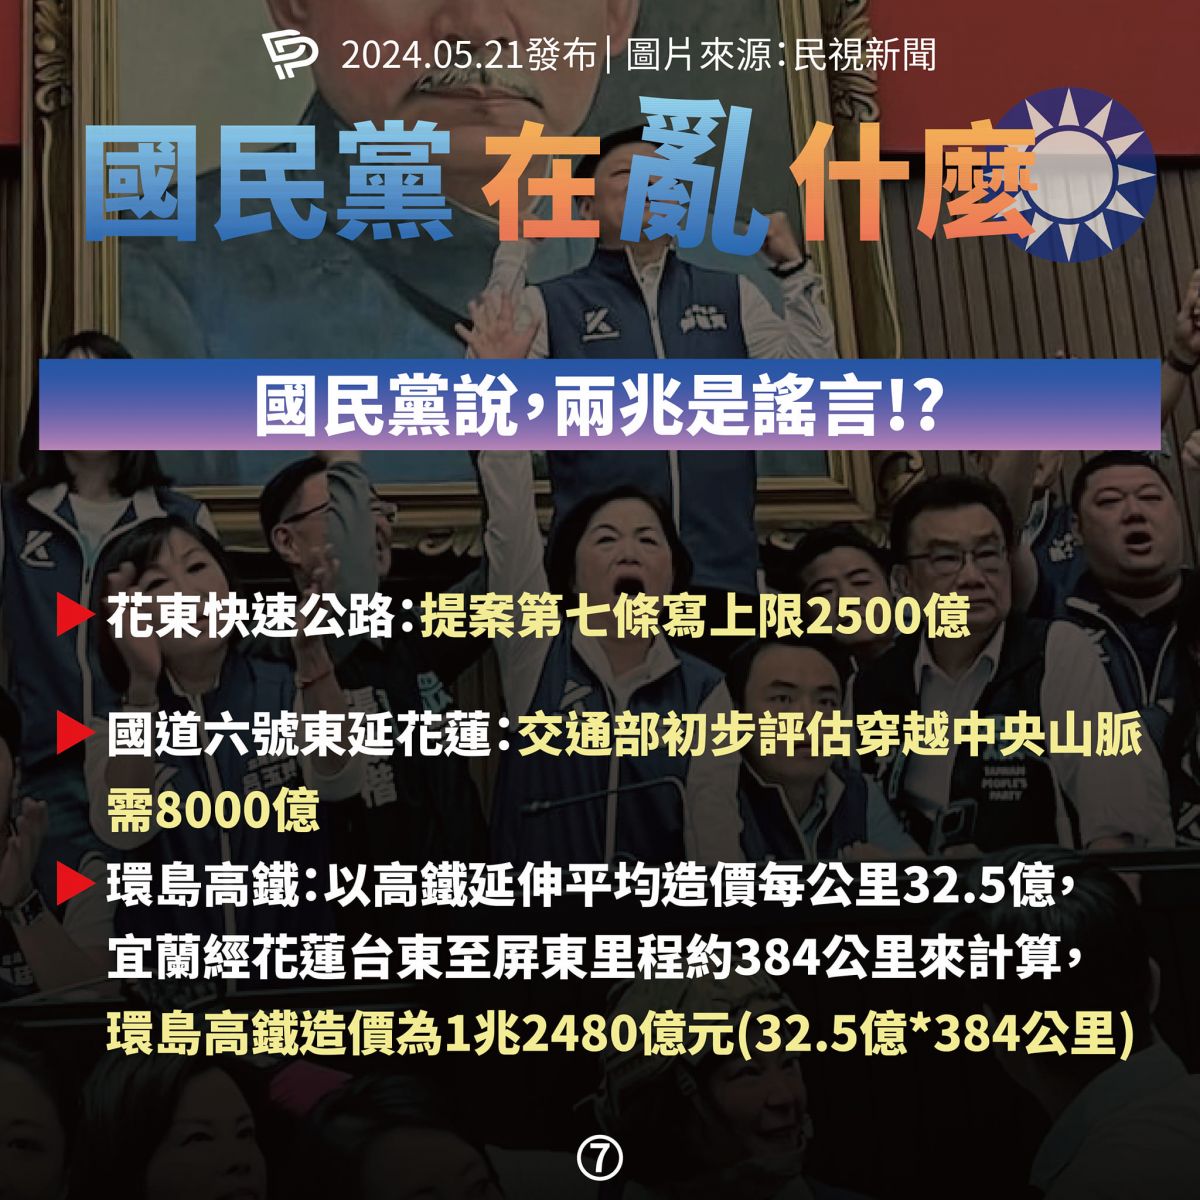 2024.05.21發布| 圖片來源：民視新聞
國民黨在亂什麼
國民黨說，兩兆是謠言！？
花東快速公路：提案第七條寫上限2500億
國道六號東延花蓮：交通部初步評估穿越中央山脈
需8000億
環島高鐵：以高鐵延伸平均造價每公里32.5億，
宜蘭經花蓮台東至屏東里程約384公里來計算，
環島高鐵造價為1兆2480億元(32.5億*384公里)
TAIWAN
PEOPLE'S
PARTY
⑦